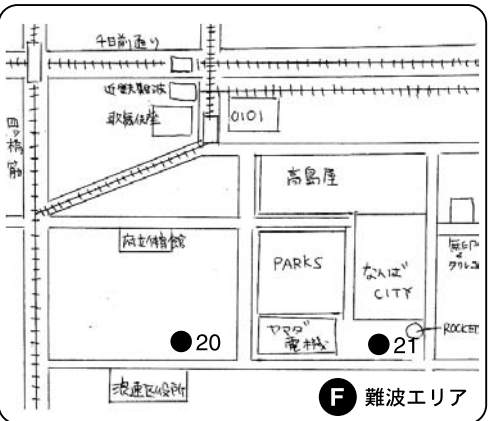 千日前通り
近鉄難波
歌舞伎座
0101
四ツ橋筋
高島屋
府立体育館
PARKS
なんば
CITY
無印
ヤマダ
電機
ROCKET
20
21
浪速区役所
F 難波エリア